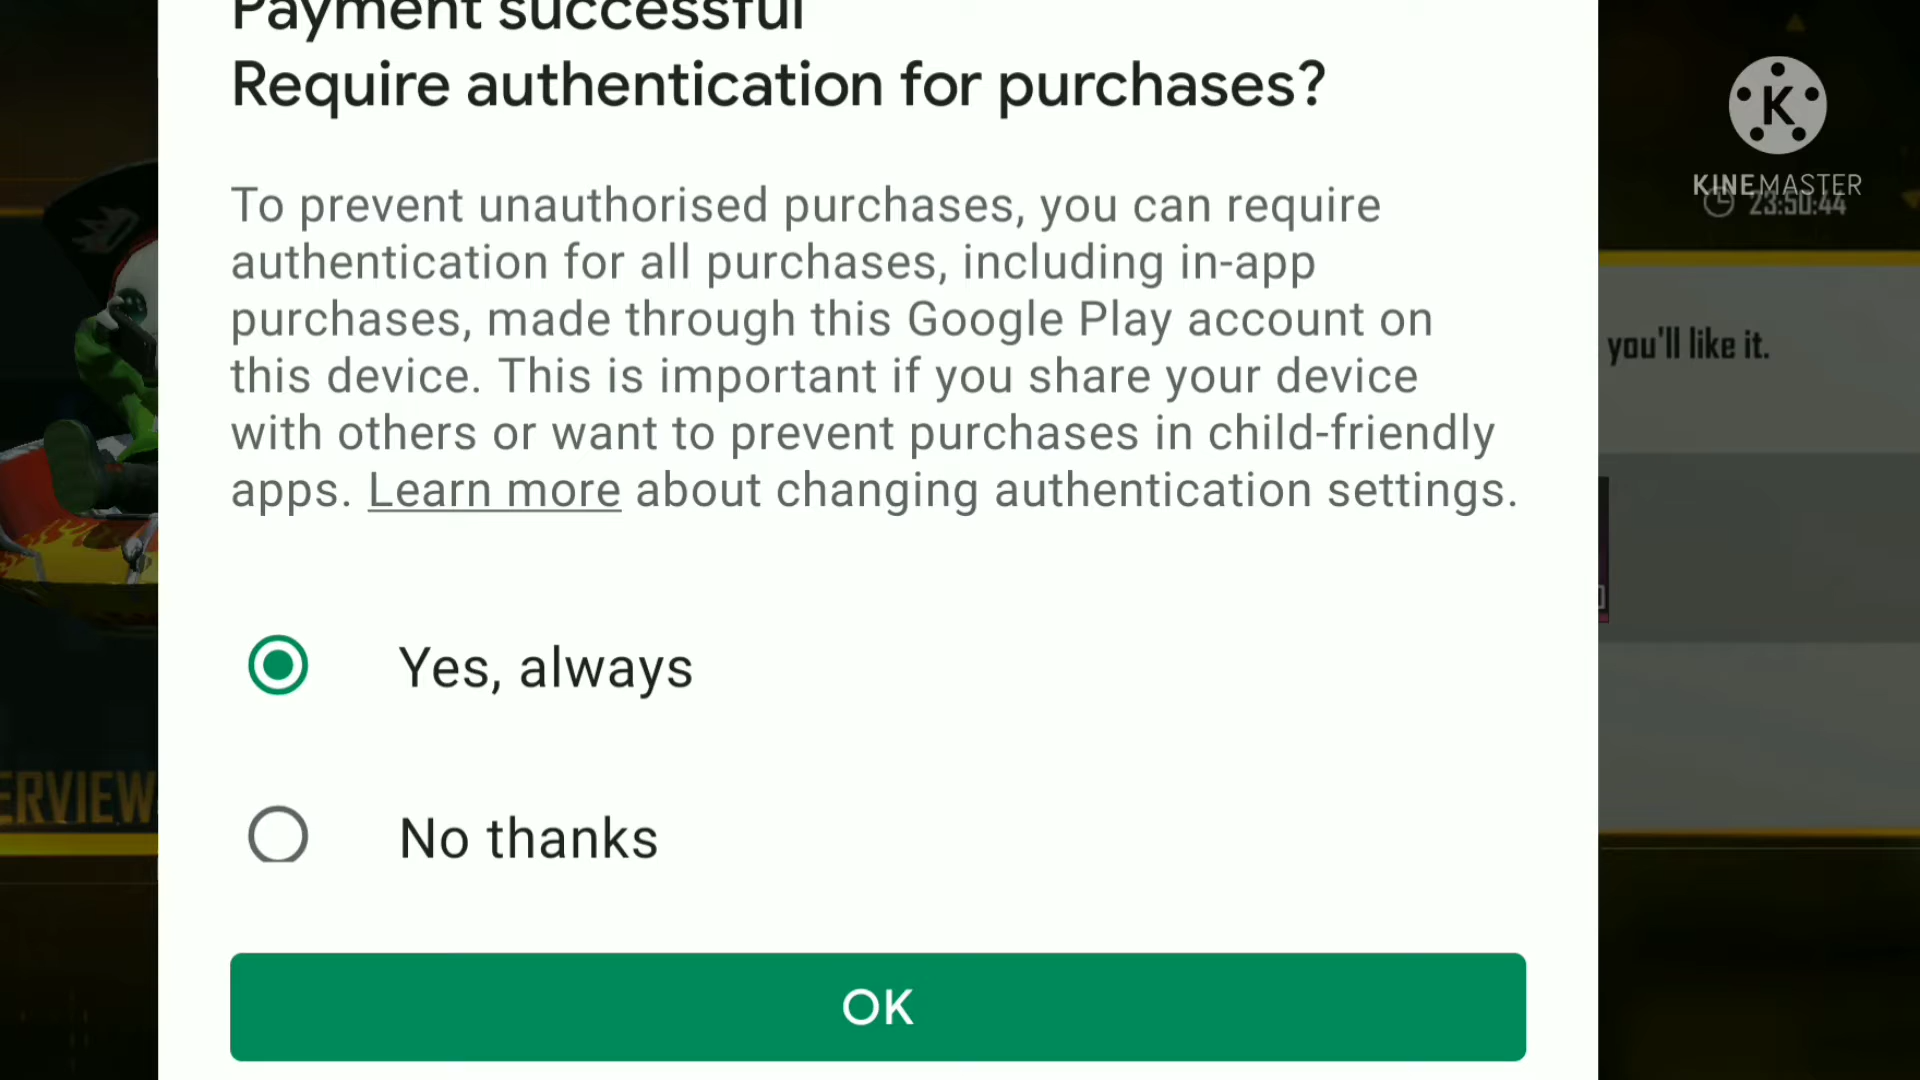 Payment successful
Require authentication for purchases?
KINEMASTER
23:50:44
To prevent unauthorised purchases, you can require
authentication for all purchases, including in-app
purchases, made through this Google Play account on
this device. This is important if you share your device
with others or want to prevent purchases in child-friendly
apps. Learn more about changing authentication settings.
you'll like it.
Yes, always
ERVIEW
No thanks
OK